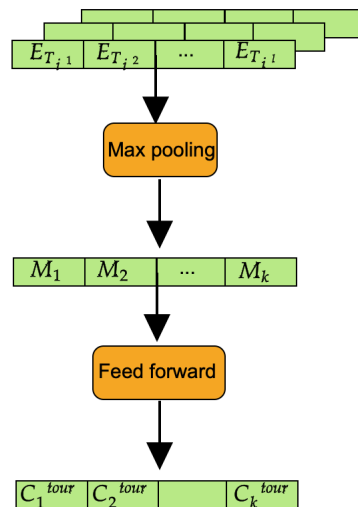 E_{T_i 1} E_{T_i 2} ... E_{T_i l}
Max pooling
M_1 M_2 ... M_k
Feed forward
C_1^{tour} C_2^{tour} C_k^{tour}